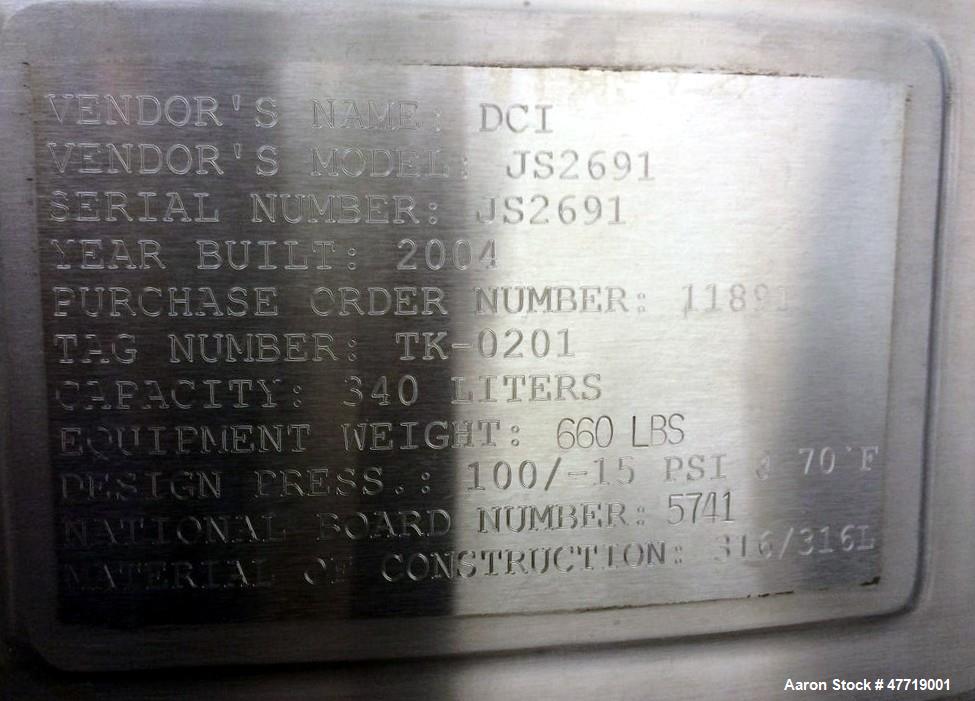 VENDOR'S NAME: DCI
VENDOR'S MODEL: JS2691
SERIAL NUMBER: JS2691
YEAR BUILT: 2004
PURCHASE ORDER NUMBER: 11891
TAG NUMBER: TK-0201
CAPACITY: 340 LITERS
EQUIPMENT WEIGHT: 660 LBS
DESIGN PRESS.: 100/-15 PSI @ 70°F
NATIONAL BOARD NUMBER: 5741
MATERIAL OF CONSTRUCTION: 316/316L
Aaron Stock # 47719001